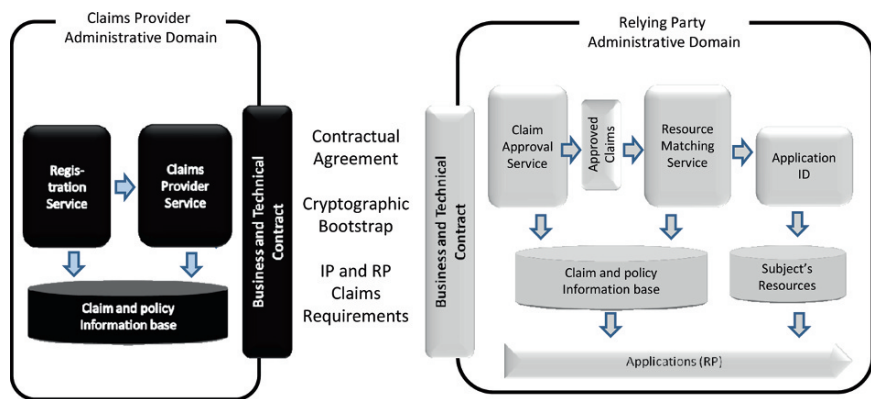 Claims Provider
Administrative Domain
Regis-
tration
Service
Claims
Provider
Service
Claim and policy
Information base
Business and Technical
Contract
Contractual
Agreement
Cryptographic
Bootstrap
IP and RP
Claims
Requirements
Business and Technical
Contract
Relying Party
Administrative Domain
Claim
Approval
Service
Approved
Claims
Resource
Matching
Service
Application
ID
Claim and policy
Information base
Subject's
Resources
Applications (RP)